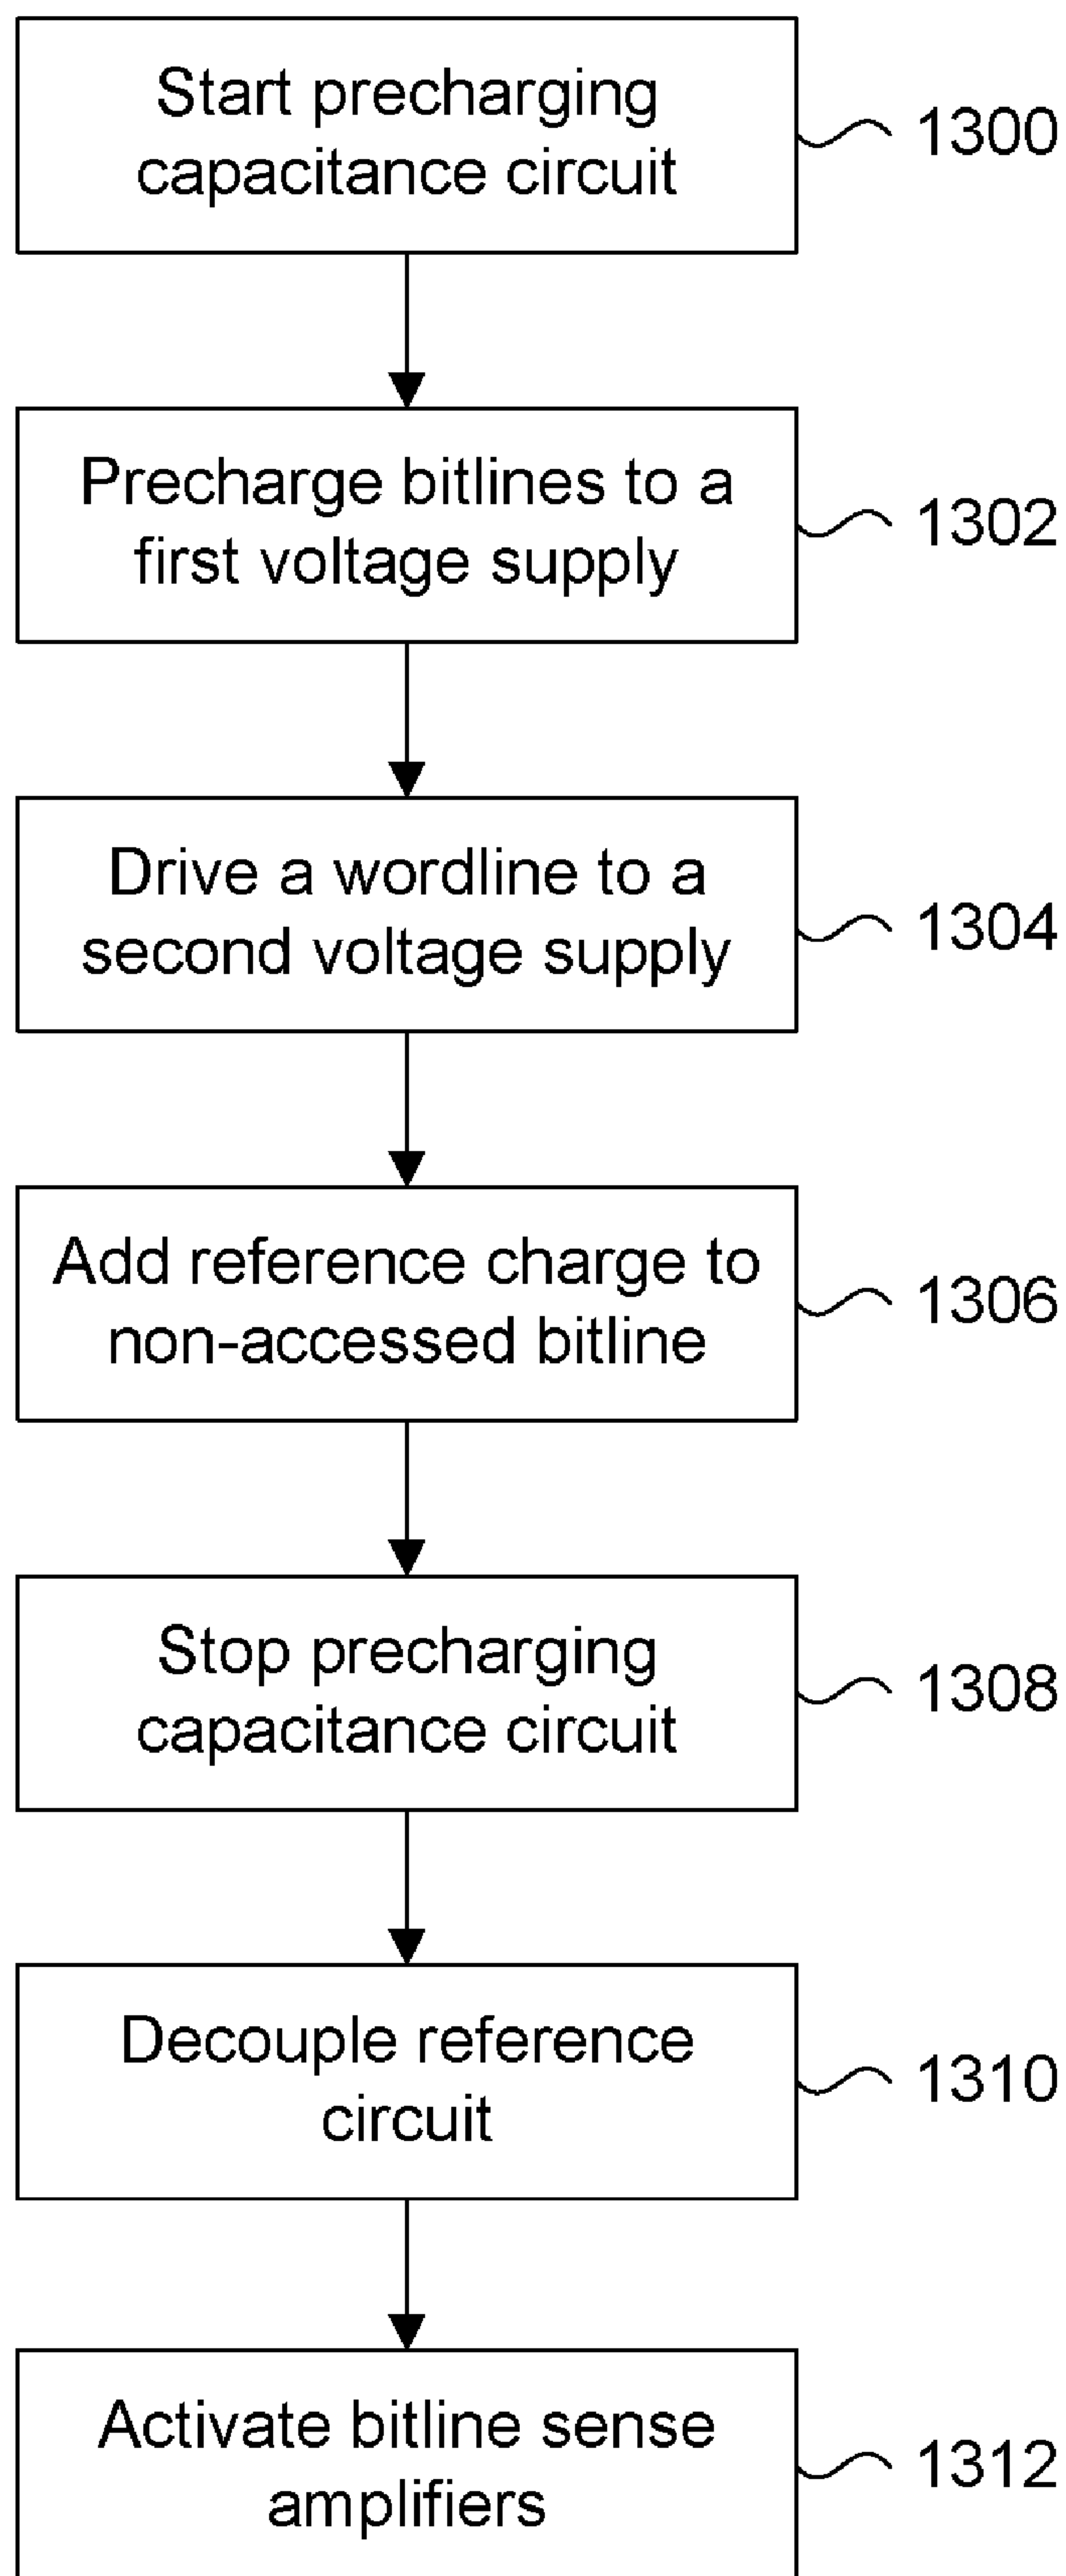 Start precharging
capacitance circuit
1300
Precharge bitlines to a
first voltage supply
1302
Drive a wordline to a
second voltage supply
1304
Add reference charge to
non-accessed bitline
1306
Stop precharging
capacitance circuit
1308
Decouple reference
circuit
1310
Activate bitline sense
amplifiers
1312